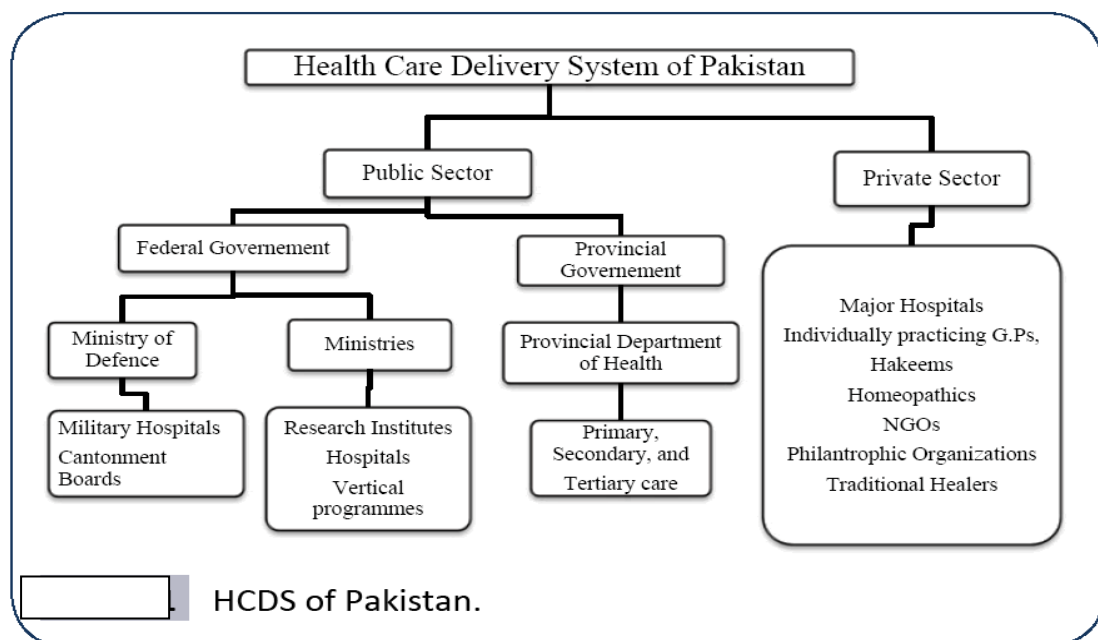 Health Care Delivery System of Pakistan
Public Sector
Private Sector
Federal Governement
Provincial
Governement
Ministry of
Defence
Ministries
Provincial Department
of Health
Military Hospitals
Cantonment
Boards
Research Institutes
Hospitals
Vertical
programmes
Primary,
Secondary, and
Tertiary care
Major Hospitals
Individually practicing G.Ps,
Hakeems
Homeopathics
NGOs
Philantrophic Organizations
Traditional Healers
HCDS of Pakistan.